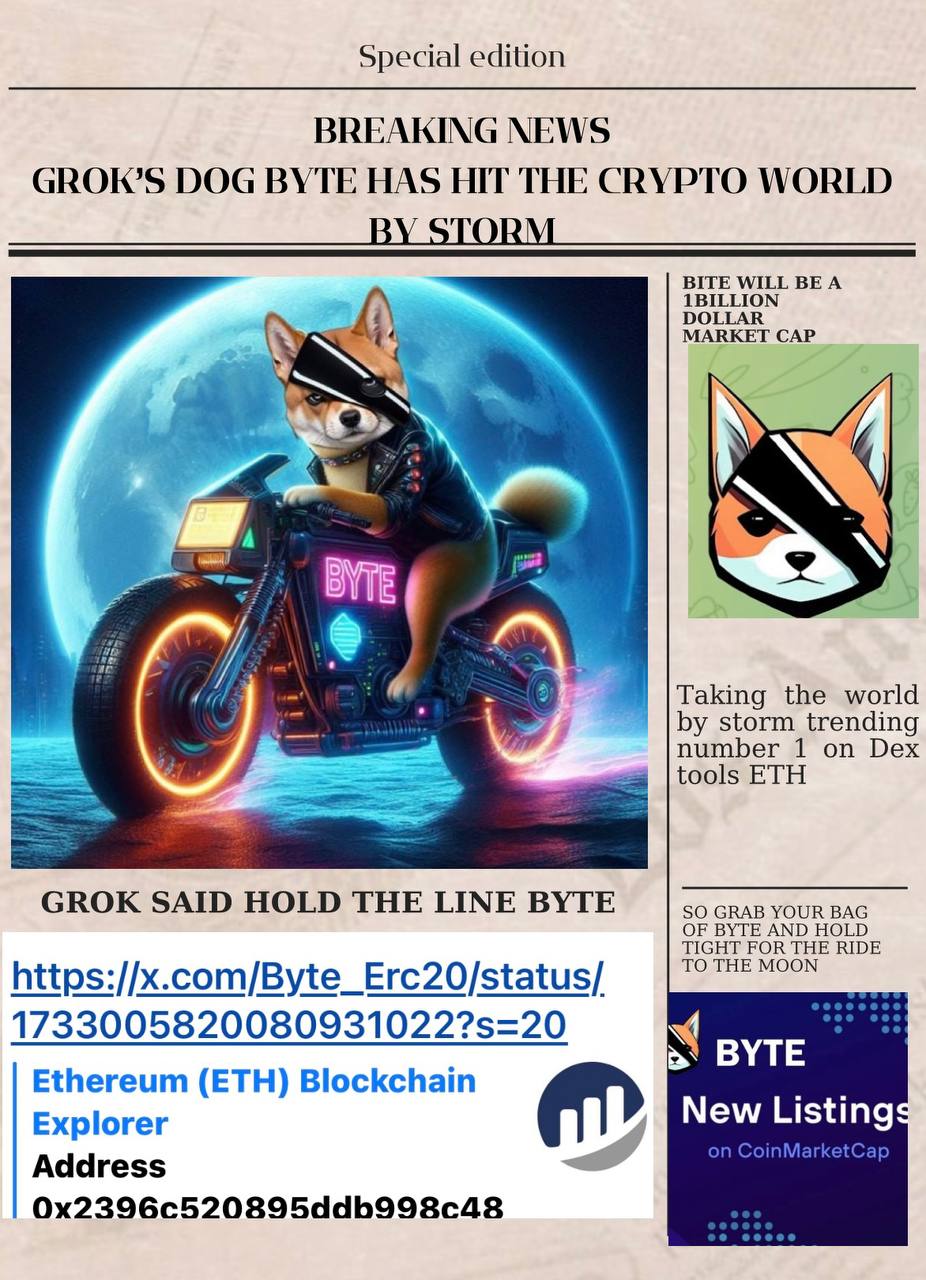 Special edition
BREAKING NEWS
GROK'S DOG BYTE HAS HIT THE CRYPTO WORLD
BY STORM
BITE WILL BE A
1BILLION
DOLLAR
MARKET CAP
BYTE
Taking the world
by storm trending
number 1 on Dex
tools ETH
GROK SAID HOLD THE LINE BYTE
https://x.com/Byte_Erc20/status/
1733005820080931022?s=20
Ethereum (ETH) Blockchain
Explorer
Address
0x2396c520895ddb998c48
SO GRAB YOUR BAG
OF BYTE AND HOLD
TIGHT FOR THE RIDE
TO THE MOON
BYTE
New Listings
on CoinMarketCap